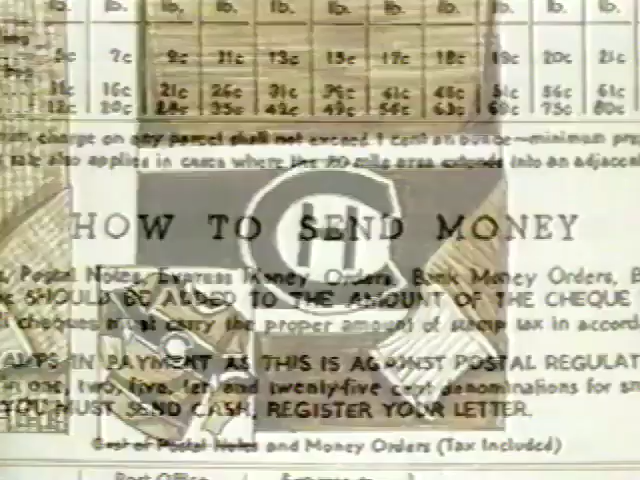 lb. lb. lb. lb. lb. lb. lb. lb. lb. lb. lb.
5c 7c 9c 11c 13c 15c 17c 18c 19c 20c 21c
11c 16c 21c 26c 31c 36c 41c 46c 51c 56c 61c
12c 20c 28c 35c 42c 49c 56c 63c 69c 75c 80c
charge on any parcel shall not exceed 1 cent an ounce—minimum
also applies in cases where the 20 mile area extends into an adjacen
CH
HOW TO SEND MONEY
Postal Notes, Express Money Orders, Bank Money Orders, B
SHOULD BE ADDED TO THE AMOUNT OF THE CHEQUE
cheques must carry the proper amount of stamp tax in accord
AMPS IN PAYMENT AS THIS IS AGAINST POSTAL REGULAT
in one, two, five, ten and twenty-five cent denominations for
YOU MUST SEND CASH, REGISTER YOUR LETTER.
Cost of Postal Notes and Money Orders (Tax Included)
Post Office Express